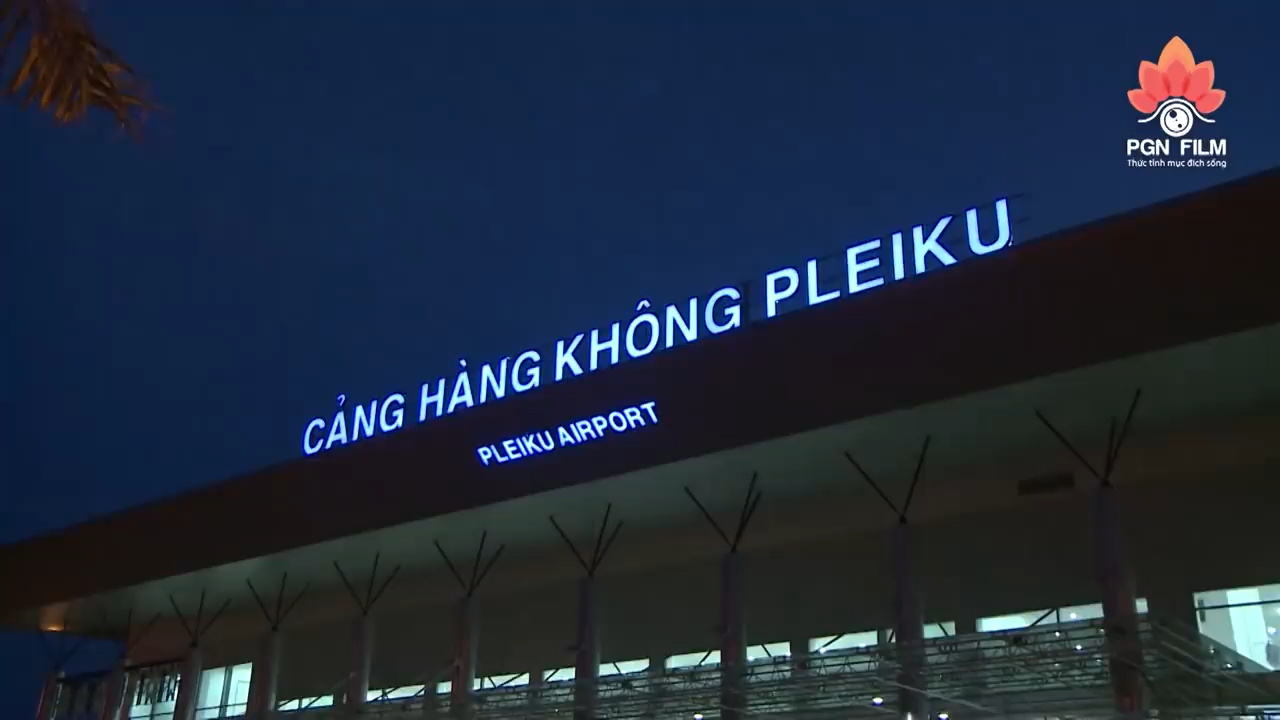 PGN FILM
Thức tỉnh mục đích sống
CẢNG HÀNG KHÔNG PLEIKU
PLEIKU AIRPORT